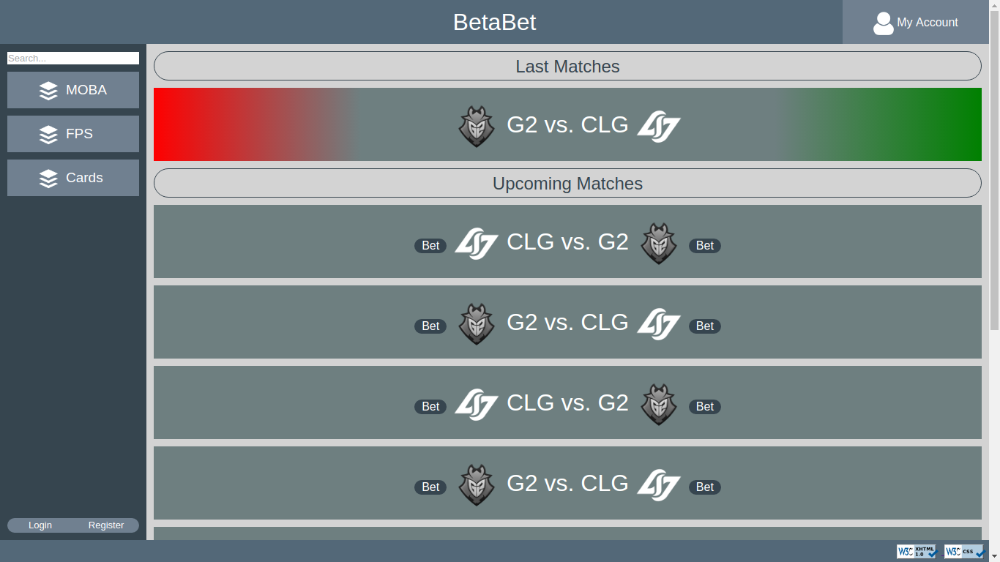 BetaBet
My Account
Search...
MOBA
FPS
Cards
Login
Register
Last Matches
G2 vs. CLG
Upcoming Matches
Bet CLG vs. G2 Bet
Bet G2 vs. CLG Bet
Bet CLG vs. G2 Bet
Bet G2 vs. CLG Bet
W3C XHTML 1.0
W3C CSS